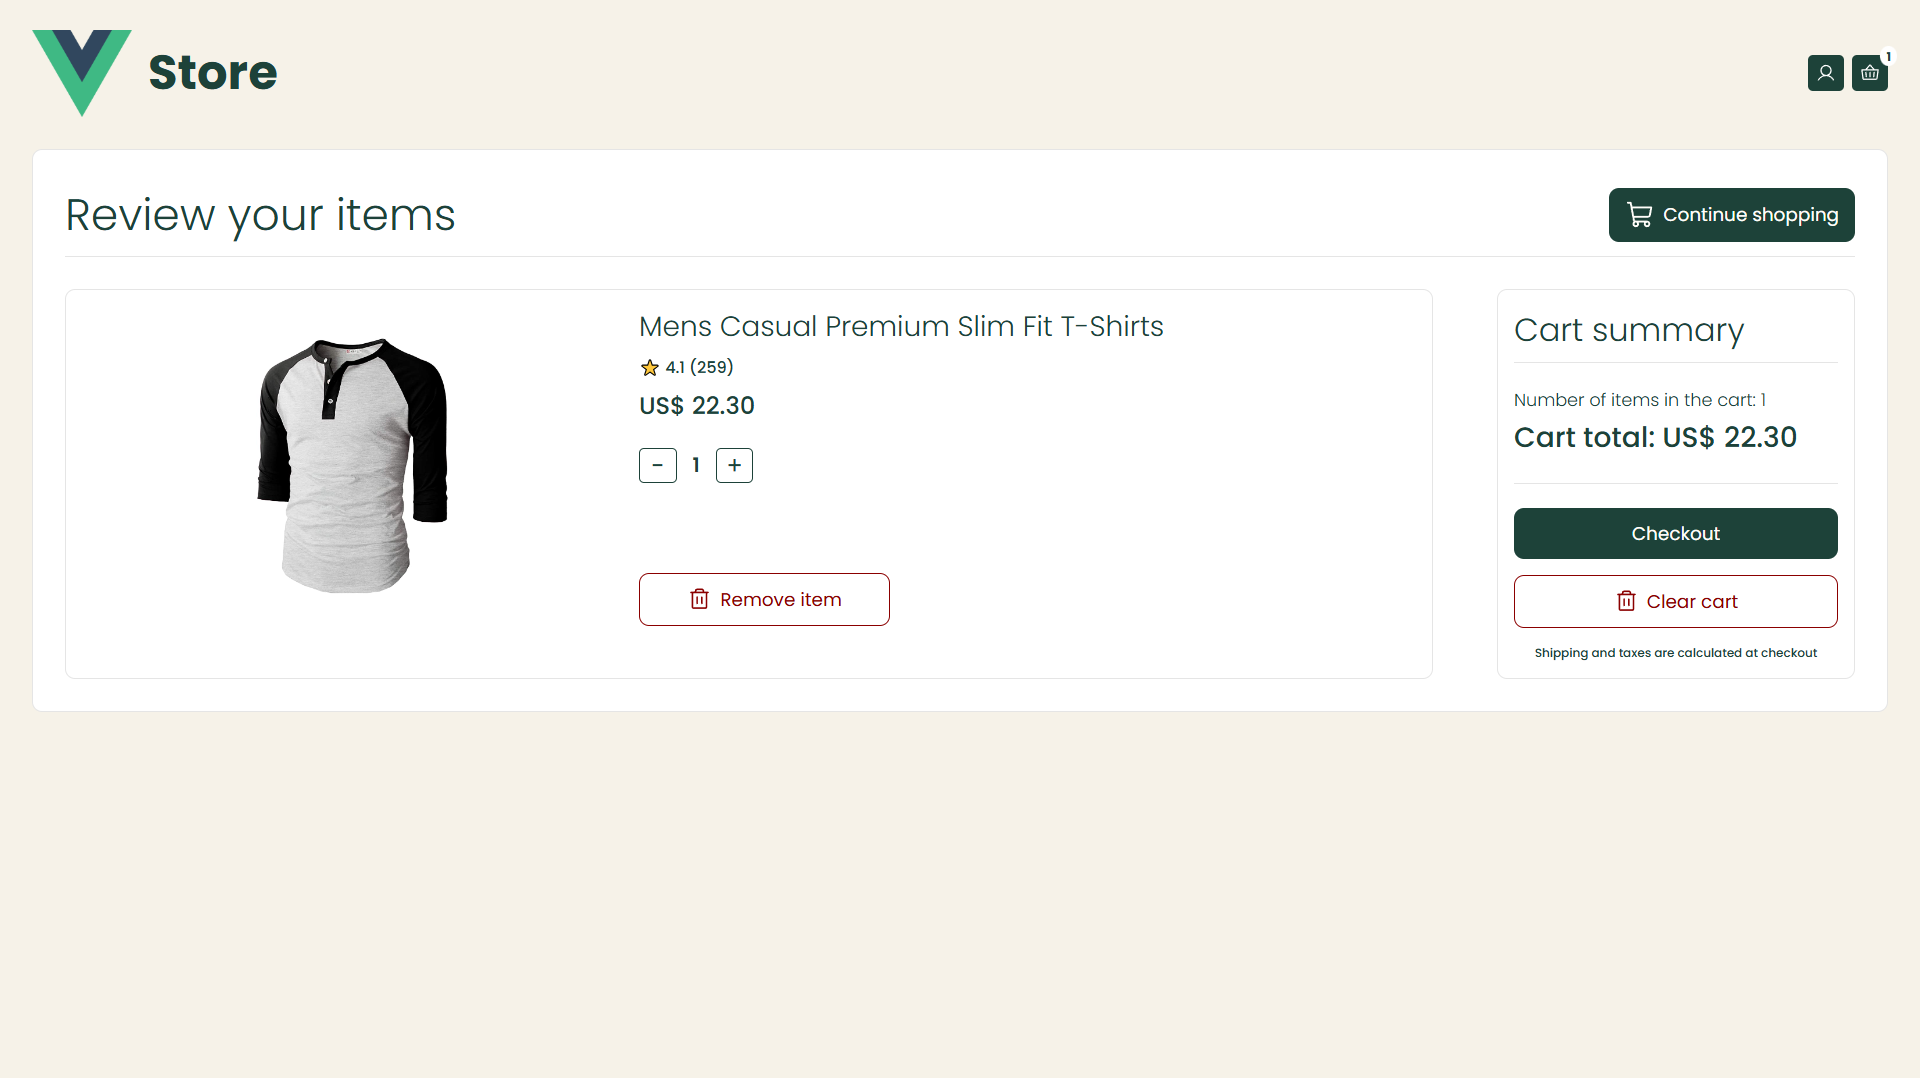 Store
1
Review your items
Continue shopping
Mens Casual Premium Slim Fit T-Shirts
4.1 (259)
US$ 22.30
- 1 +
Remove item
Cart summary
Number of items in the cart: 1
Cart total: US$ 22.30
Checkout
Clear cart
Shipping and taxes are calculated at checkout